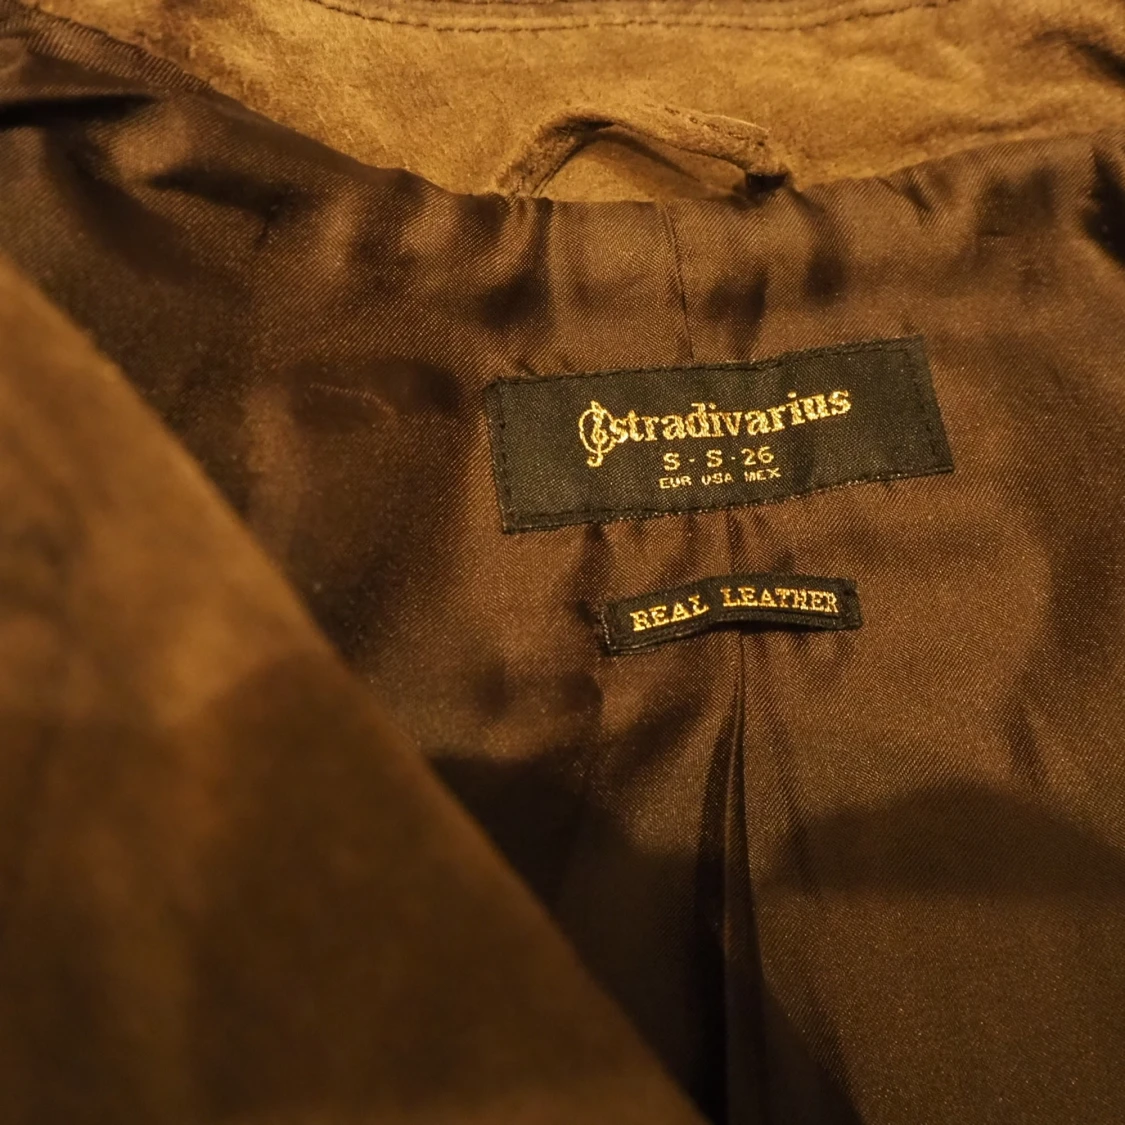 stradivarius
S - S - 26
EUR USA MEX
REAL LEATHER